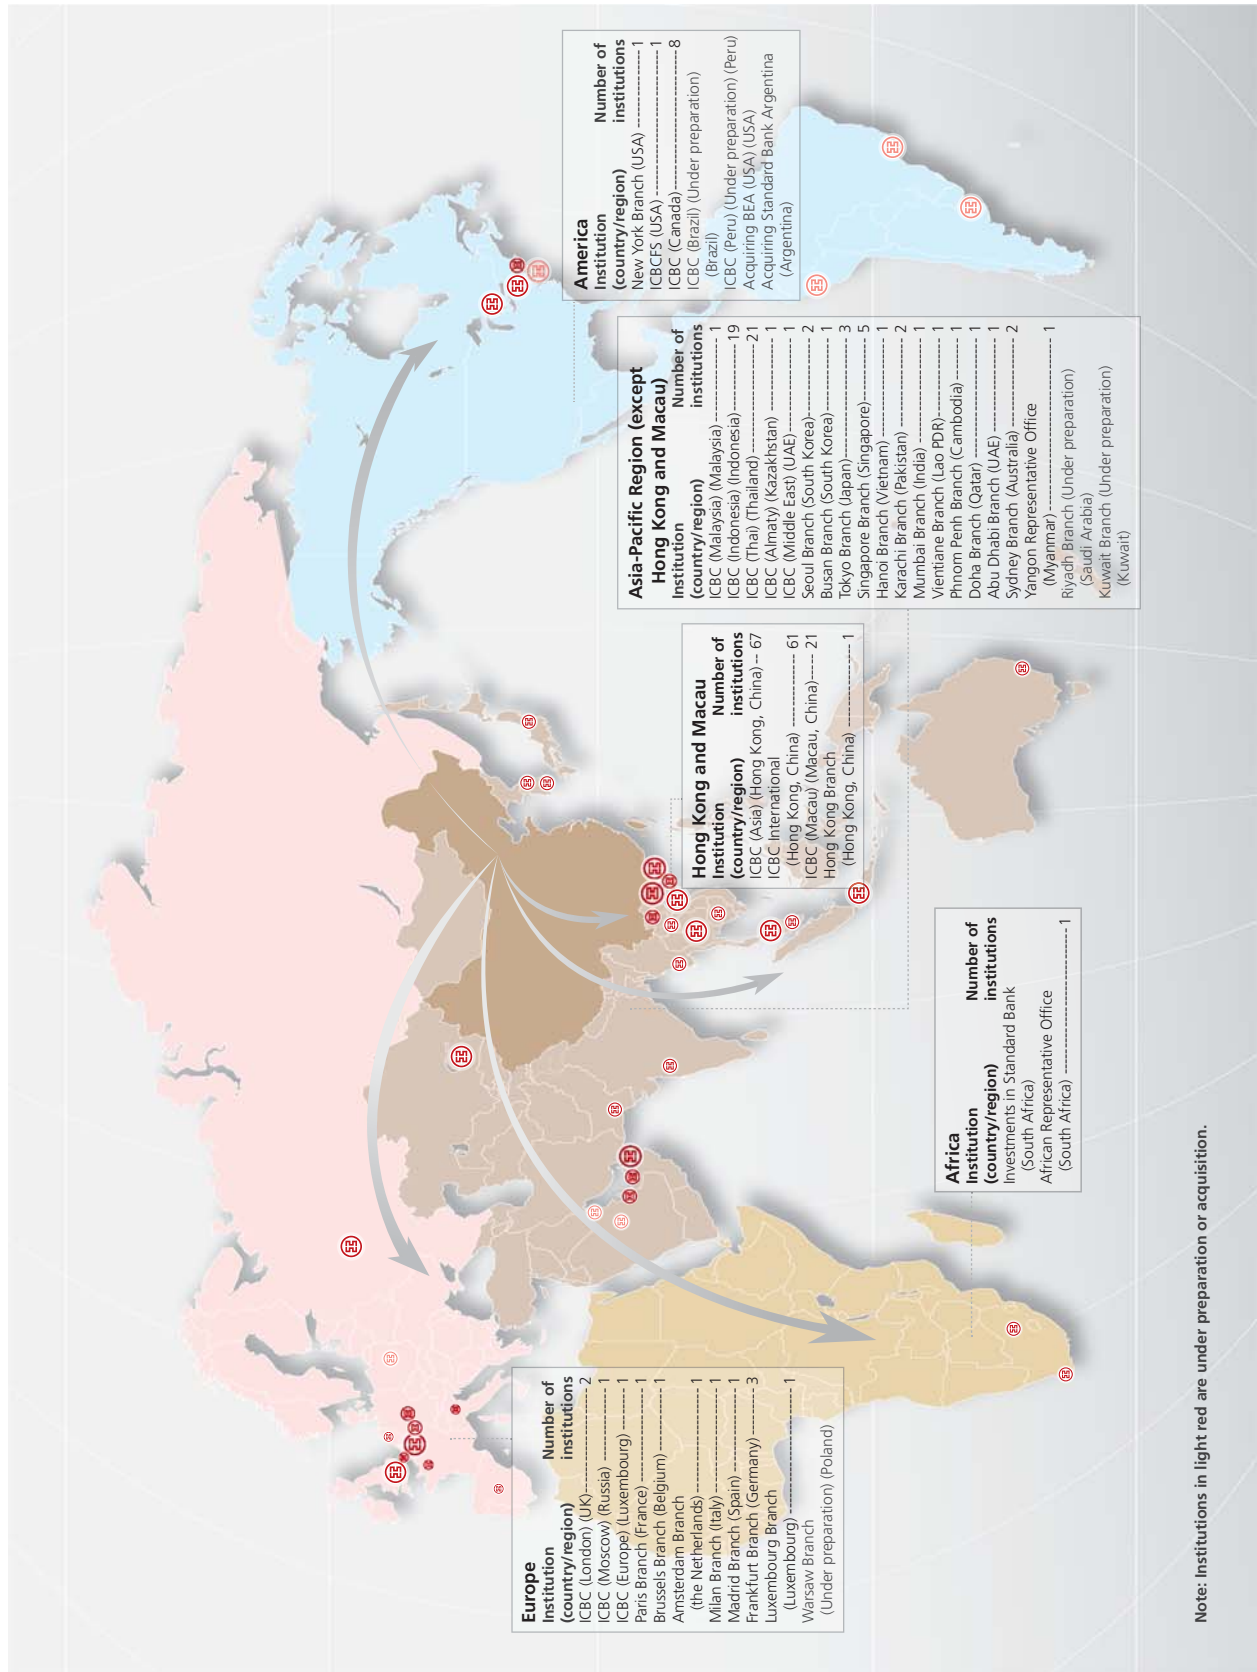 Europe
Institution Number of
(country/region) institutions
ICBC (London) (UK) 2
ICBC (Moscow) (Russia) 1
ICBC (Europe) (Luxembourg) 1
Paris Branch (France) 1
Brussels Branch (Belgium) 1
Amsterdam Branch
(the Netherlands) 1
Milan Branch (Italy) 1
Madrid Branch (Spain) 1
Frankfurt Branch (Germany) 3
Luxembourg Branch
(Luxembourg) 1
Warsaw Branch
(Under preparation) (Poland)
Africa
Institution Number of
(country/region) institutions
Investments in Standard Bank
(South Africa)
African Representative Office
(South Africa) 1
Hong Kong and Macau
Institution Number of
(country/region) institutions
ICBC (Asia) (Hong Kong, China) 67
ICBC International
(Hong Kong, China) 61
ICBC (Macau) (Macau, China) 21
Hong Kong Branch
(Hong Kong, China) 1
Asia-Pacific Region (except
Hong Kong and Macau)
Institution Number of
(country/region) institutions
ICBC (Malaysia) (Malaysia) 1
ICBC (Indonesia) (Indonesia) 19
ICBC (Thai) (Thailand) 21
ICBC (Almaty) (Kazakhstan) 1
ICBC (Middle East) (UAE) 1
Seoul Branch (South Korea) 2
Busan Branch (South Korea) 1
Tokyo Branch (Japan) 3
Singapore Branch (Singapore) 5
Hanoi Branch (Vietnam) 1
Karachi Branch (Pakistan) 2
Mumbai Branch (India) 1
Vientiane Branch (Lao PDR) 1
Phnom Penh Branch (Cambodia) 1
Doha Branch (Qatar) 1
Abu Dhabi Branch (UAE) 1
Sydney Branch (Australia) 2
Yangon Representative Office
(Myanmar) 1
Riyadh Branch (Under preparation)
(Saudi Arabia)
Kuwait Branch (Under preparation)
(Kuwait)
America
Institution Number of
(country/region) institutions
New York Branch (USA) 1
ICBCFS (USA) 1
ICBC (Canada) 8
ICBC (Brazil) (Under preparation)
(Brazil)
ICBC (Peru) (Under preparation) (Peru)
Acquiring BEA (USA) (USA)
Acquiring Standard Bank Argentina
(Argentina)
Note: Institutions in light red are under preparation or acquisition.